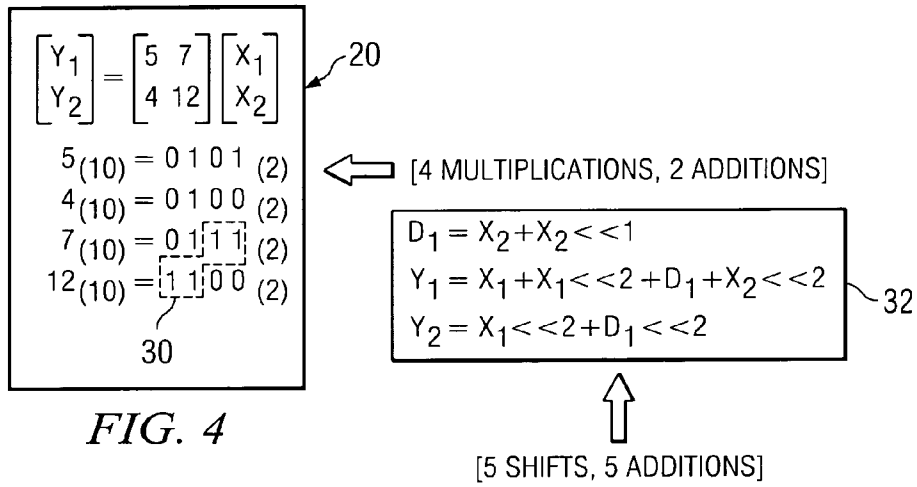 [Y1 Y2] = [5 7 4 12] [X1 X2]
20
5(10) = 0 1 0 1 (2)
4(10) = 0 1 0 0 (2)
7(10) = 0 1 1 1 (2)
12(10) = 1 1 0 0 (2)
30
FIG. 4
[4 MULTIPLICATIONS, 2 ADDITIONS]
D1 = X2+X2<<1
Y1 = X1+X1<<2+D1+X2<<2
Y2 = X1<<2+D1<<2
32
[5 SHIFTS, 5 ADDITIONS]